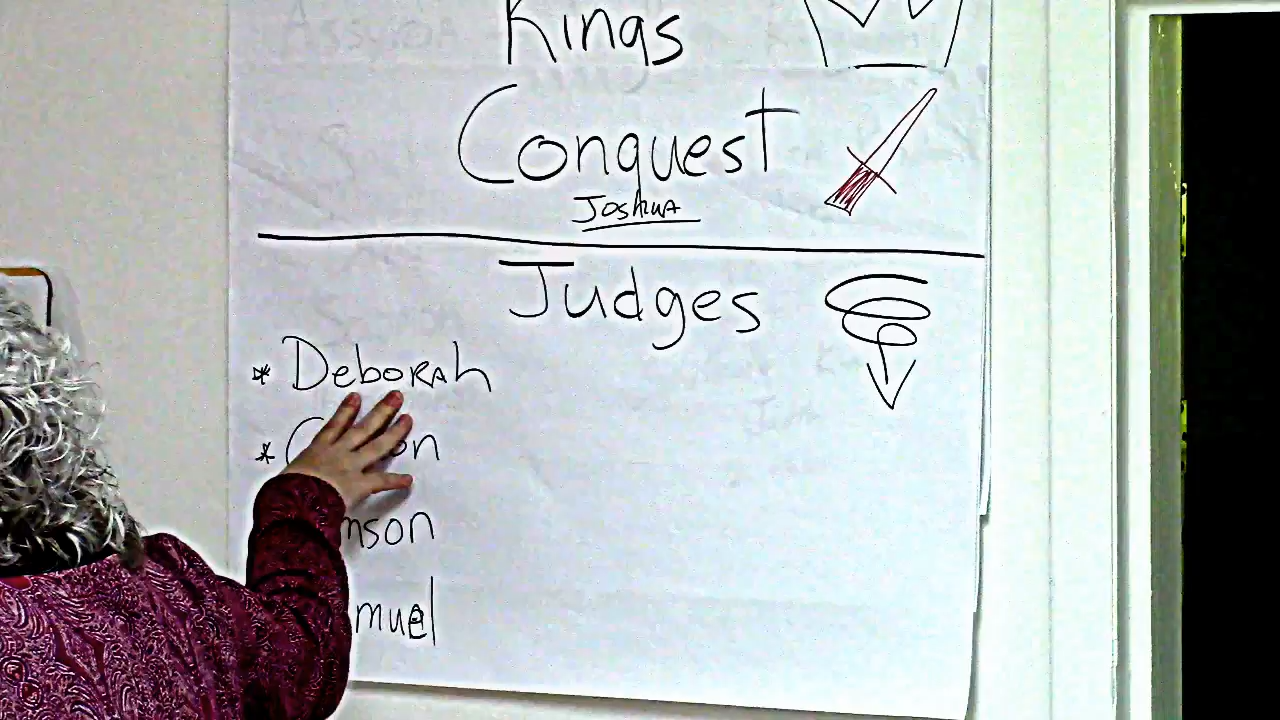 Kings
Conquest
Joshua
Judges
* Deborah
* on
mson
muel